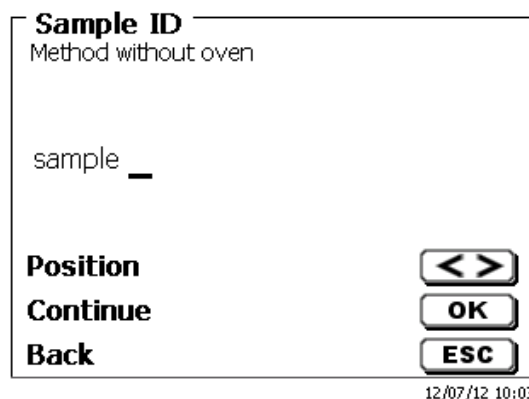 Sample ID
Method without oven
sample _
Position < >
Continue OK
Back ESC